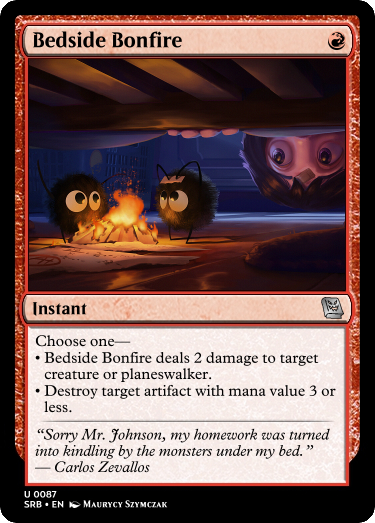 Bedside Bonfire
Instant
Choose one—
• Bedside Bonfire deals 2 damage to target
creature or planeswalker.
• Destroy target artifact with mana value 3 or
less.
“Sorry Mr. Johnson, my homework was turned
into kindling by the monsters under my bed.”
— Carlos Zevallos
U 0087
SRB • EN Maurycy Szymczak